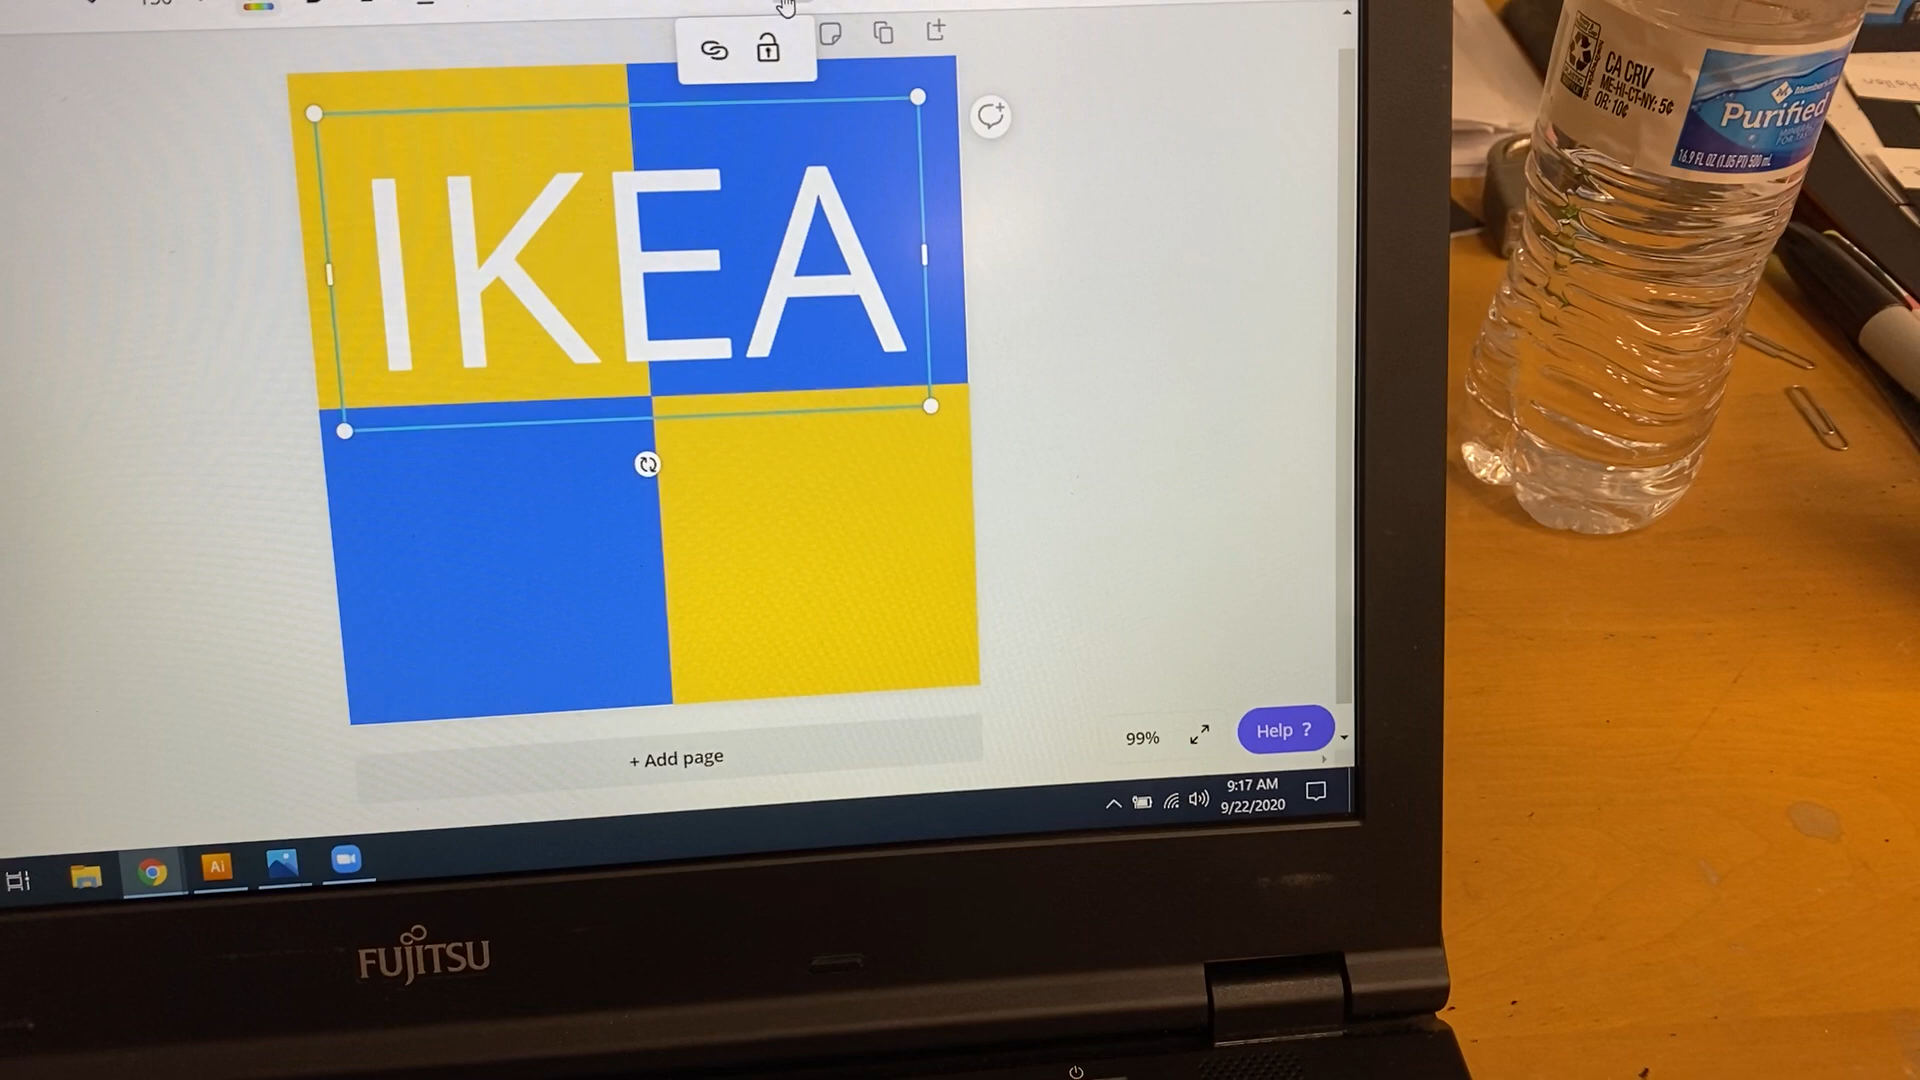 IKEA
+ Add page
99%
Help ?
9:17 AM
9/22/2020
Ai
FUJITSU
CA CRV
ME-HI-CT-NY: 5¢
OR: 10¢
Purified
16.9 FL OZ (1.05 PT) 500 mL